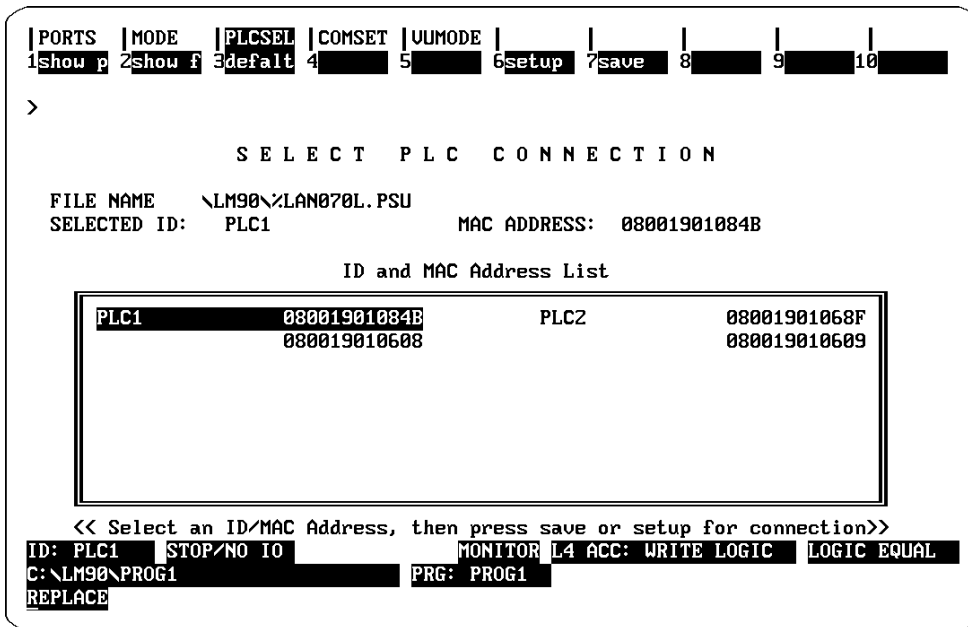 |PORTS |MODE |PLCSEL |COMSET |VUMODE | | | | |
1show p 2show f 3defalt 4 5 6setup 7save 8 9 10
>
SELECT PLC CONNECTION
FILE NAME \LM90\%LAN070L.PSU
SELECTED ID: PLC1 MAC ADDRESS: 08001901084B
ID and MAC Address List
PLC1 08001901084B PLC2 08001901068F
080019010608 080019010609
<< Select an ID/MAC Address, then press save or setup for connection>>
ID: PLC1 STOP/NO IO MONITOR L4 ACC: WRITE LOGIC LOGIC EQUAL
C:\LM90\PROG1 PRG: PROG1
REPLACE